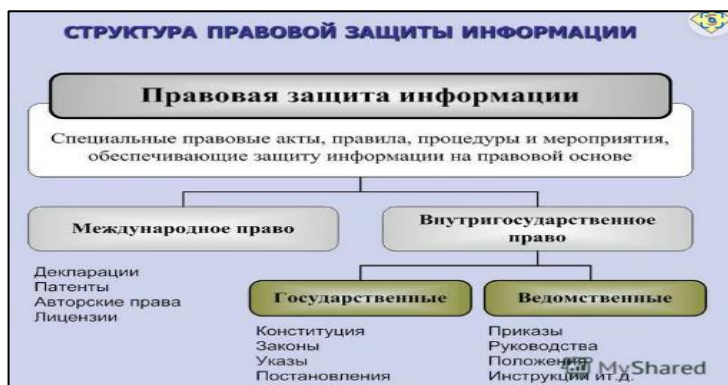 СТРУКТУРА ПРАВОВОЙ ЗАЩИТЫ ИНФОРМАЦИИ
Правовая защита информации
Специальные правовые акты, правила, процедуры и мероприятия,
обеспечивающие защиту информации на правовой основе
Международное право
Декларации
Патенты
Авторские права
Лицензии
Внутригосударственное
право
Государственные
Конституция
Законы
Указы
Постановления
Ведомственные
Приказы
Руководства
Положения
Инструкции ит.д.
MyShared